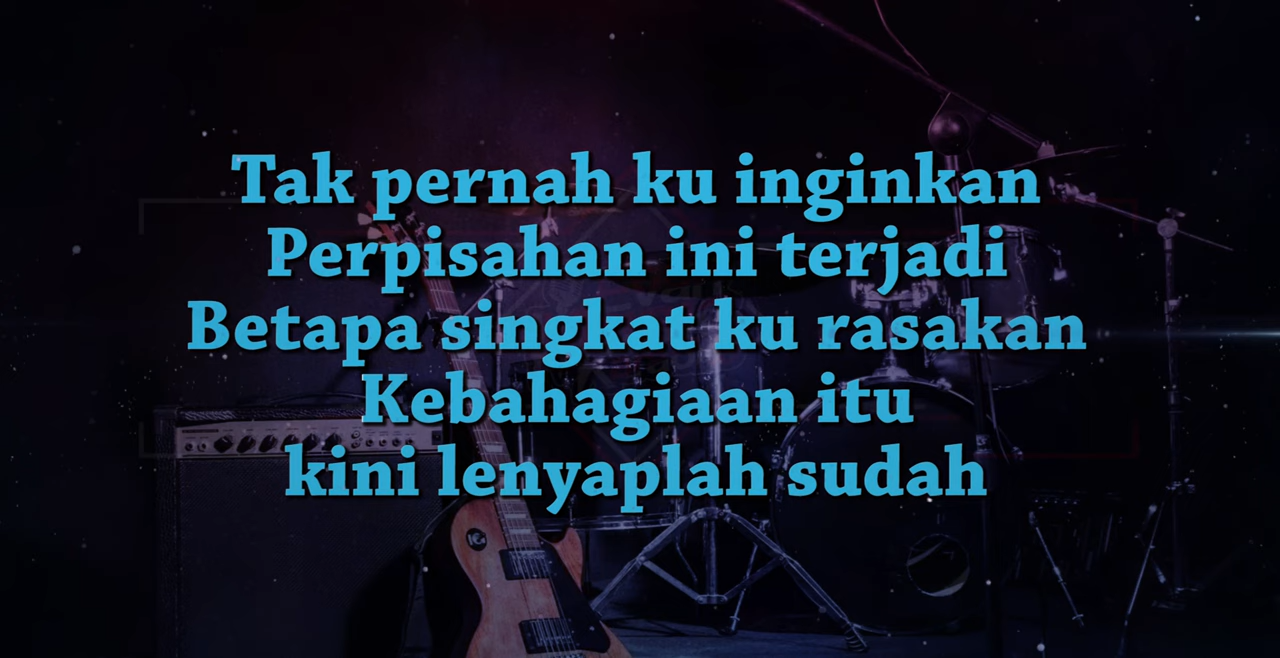 Tak pernah ku inginkan
Perpisahan ini terjadi
Betapa singkat ku rasakan
Kebahagiaan itu
kini lenyaplah sudah